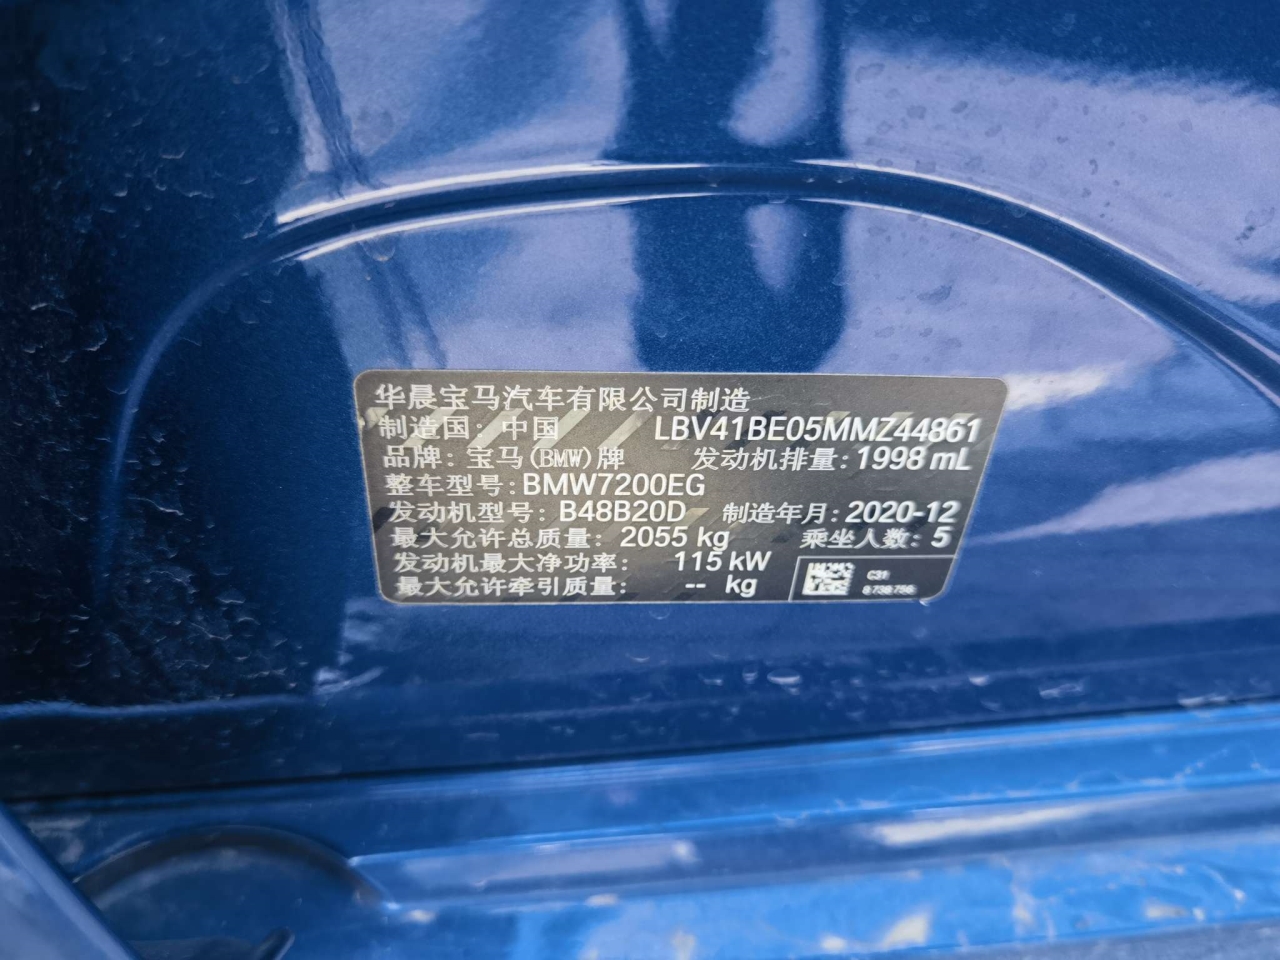 华晨宝马汽车有限公司制造
制造国: 中国 LBV41BE05MMZ44861
品牌: 宝马(BMW)牌 发动机排量: 1998 mL
整车型号: BMW7200EG
发动机型号: B48B20D 制造年月: 2020-12
最大允许总质量: 2055 kg 乘坐人数: 5
发动机最大净功率: 115 kW
最大允许牵引质量: -- kg
C31